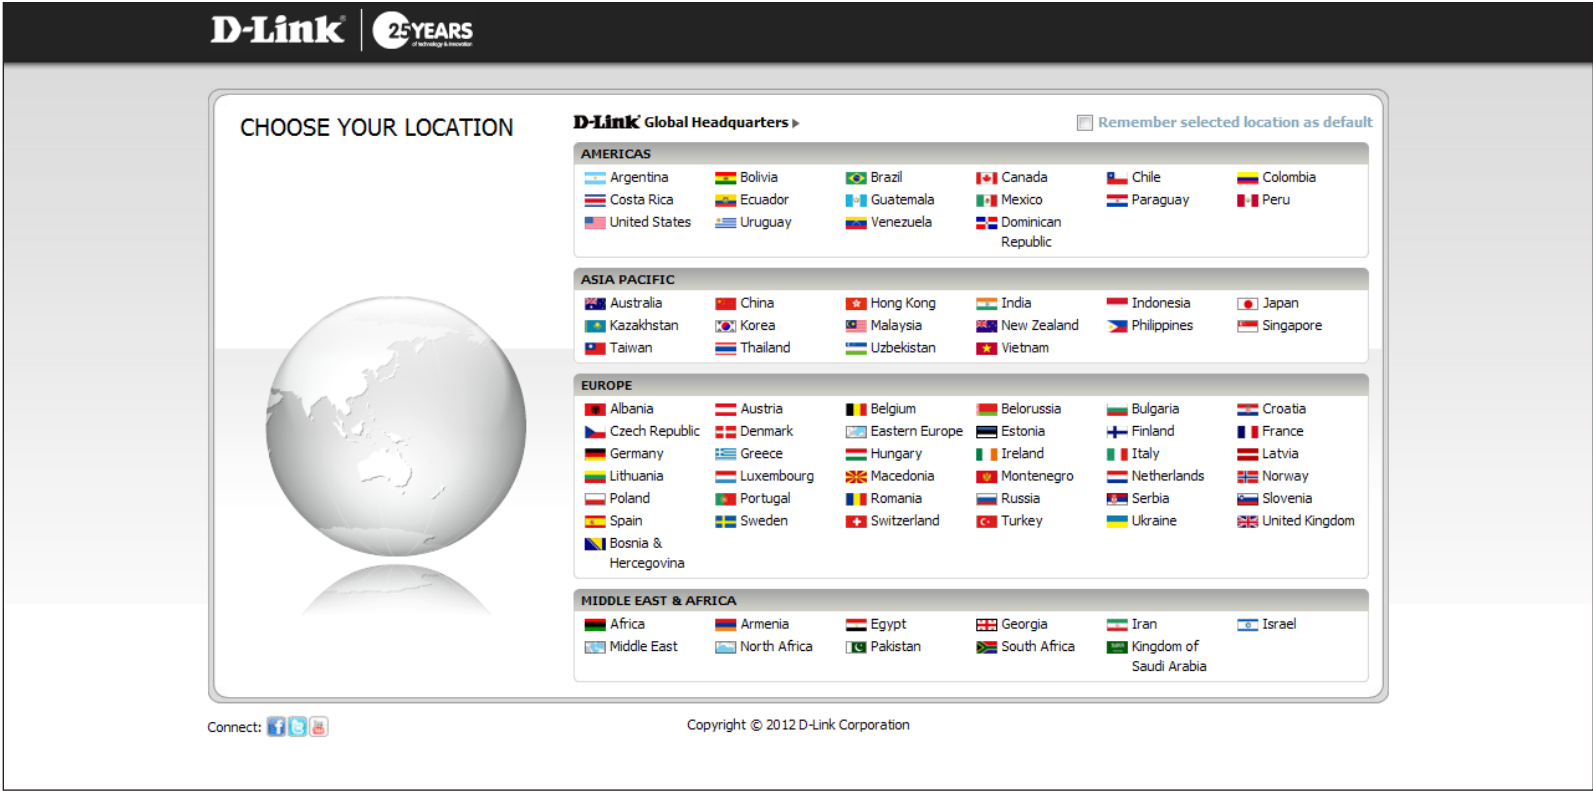 D-Link 25 YEARS
of technology & innovation
CHOOSE YOUR LOCATION
D-Link Global Headquarters
Remember selected location as default
AMERICAS
Argentina Bolivia Brazil Canada Chile Colombia
Costa Rica Ecuador Guatemala Mexico Paraguay Peru
United States Uruguay Venezuela Dominican
Republic
ASIA PACIFIC
Australia China Hong Kong India Indonesia Japan
Kazakhstan Korea Malaysia New Zealand Philippines Singapore
Taiwan Thailand Uzbekistan Vietnam
EUROPE
Albania Austria Belgium Belorussia Bulgaria Croatia
Czech Republic Denmark Eastern Europe Estonia Finland France
Germany Greece Hungary Ireland Italy Latvia
Lithuania Luxembourg Macedonia Montenegro Netherlands Norway
Poland Portugal Romania Russia Serbia Slovenia
Spain Sweden Switzerland Turkey Ukraine United Kingdom
Bosnia &
Hercegovina
MIDDLE EAST & AFRICA
Africa Armenia Egypt Georgia Iran Israel
Middle East North Africa Pakistan South Africa Kingdom of
Saudi Arabia
Connect:
Copyright © 2012 D-Link Corporation